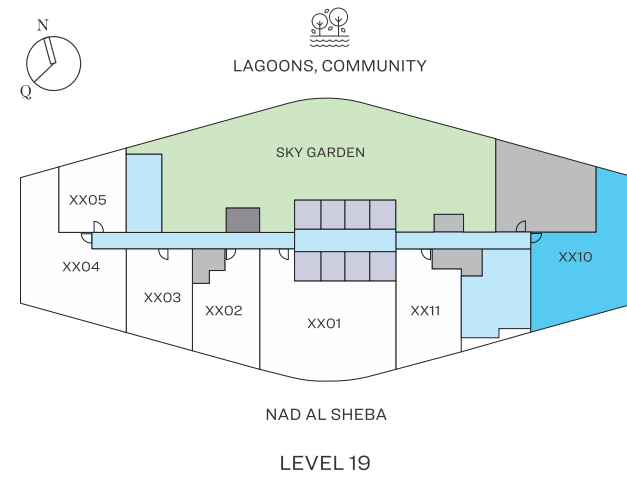 N
Q
LAGOONS, COMMUNITY
SKY GARDEN
XX05
XX04
XX03
XX02
XX01
XX11
XX10
NAD AL SHEBA
LEVEL 19